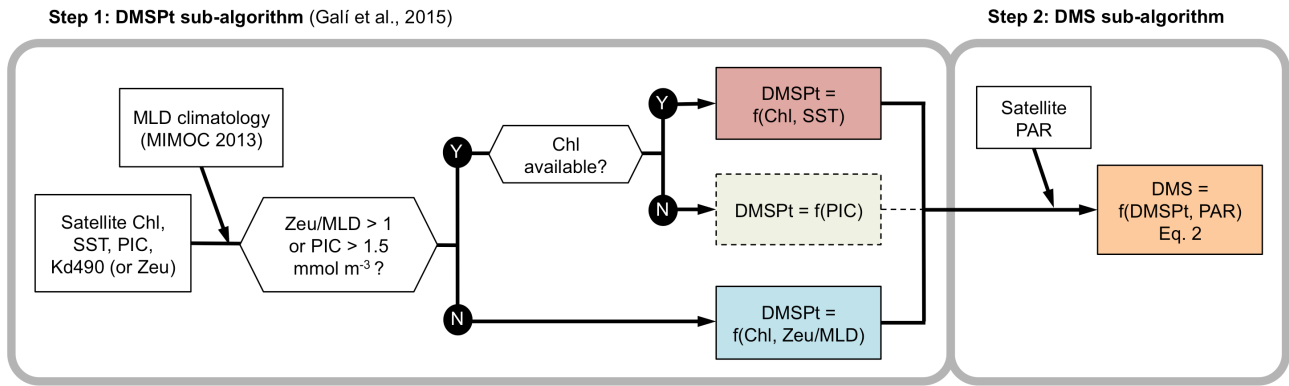 Step 1: DMSPt sub-algorithm (Galí et al., 2015)
Step 2: DMS sub-algorithm
MLD climatology
(MIMOC 2013)
Satellite Chl,
SST, PIC,
Kd490 (or Zeu)
Zeu/MLD > 1
or PIC > 1.5
mmol m⁻³ ?
Y
N
Chl
available?
Y
N
DMSPt =
f(Chl, SST)
DMSPt = f(PIC)
DMSPt =
f(Chl, Zeu/MLD)
Satellite
PAR
DMS =
f(DMSPt, PAR)
Eq. 2